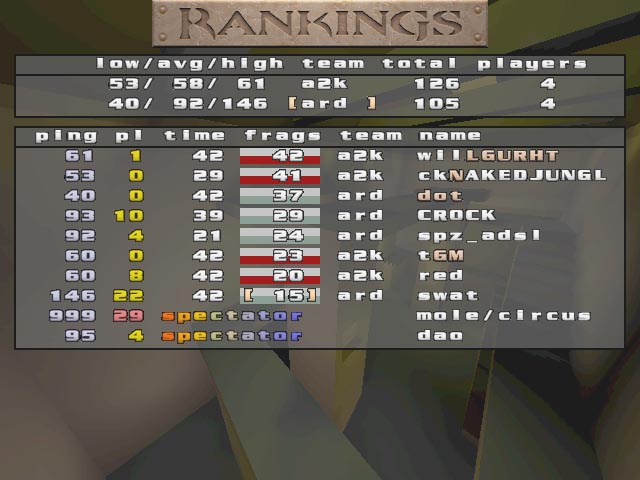 RANKINGS
low/avg/high team total players
53/ 58/ 61 a2k 126 4
40/ 92/146 [ard ] 105 4
ping pl time frags team name
61 1 42 42 a2k wilLGURHT
53 0 29 41 a2k ckNAKEDJUNGL
40 0 42 37 ard dot
93 10 39 29 ard CROCK
92 4 21 24 ard spz_adsl
60 0 42 23 a2k tGM
60 8 42 20 a2k red
146 22 42 [ 15] ard swat
999 29 spectator mole/circus
95 4 spectator dao